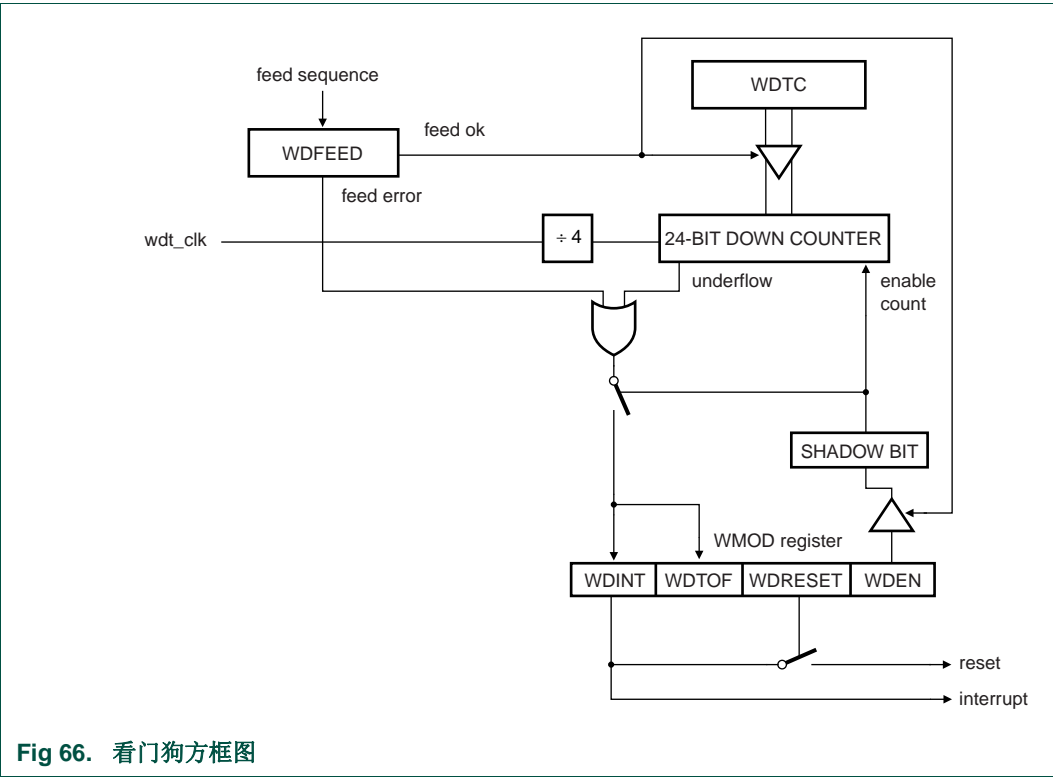 feed sequence
WDTC
feed ok
WDFEED
feed error
wdt_clk
÷ 4
24-BIT DOWN COUNTER
underflow
enable
count
SHADOW BIT
WMOD register
WDINT
WDTOF
WDRESET
WDEN
reset
interrupt
Fig 66. 看门狗方框图